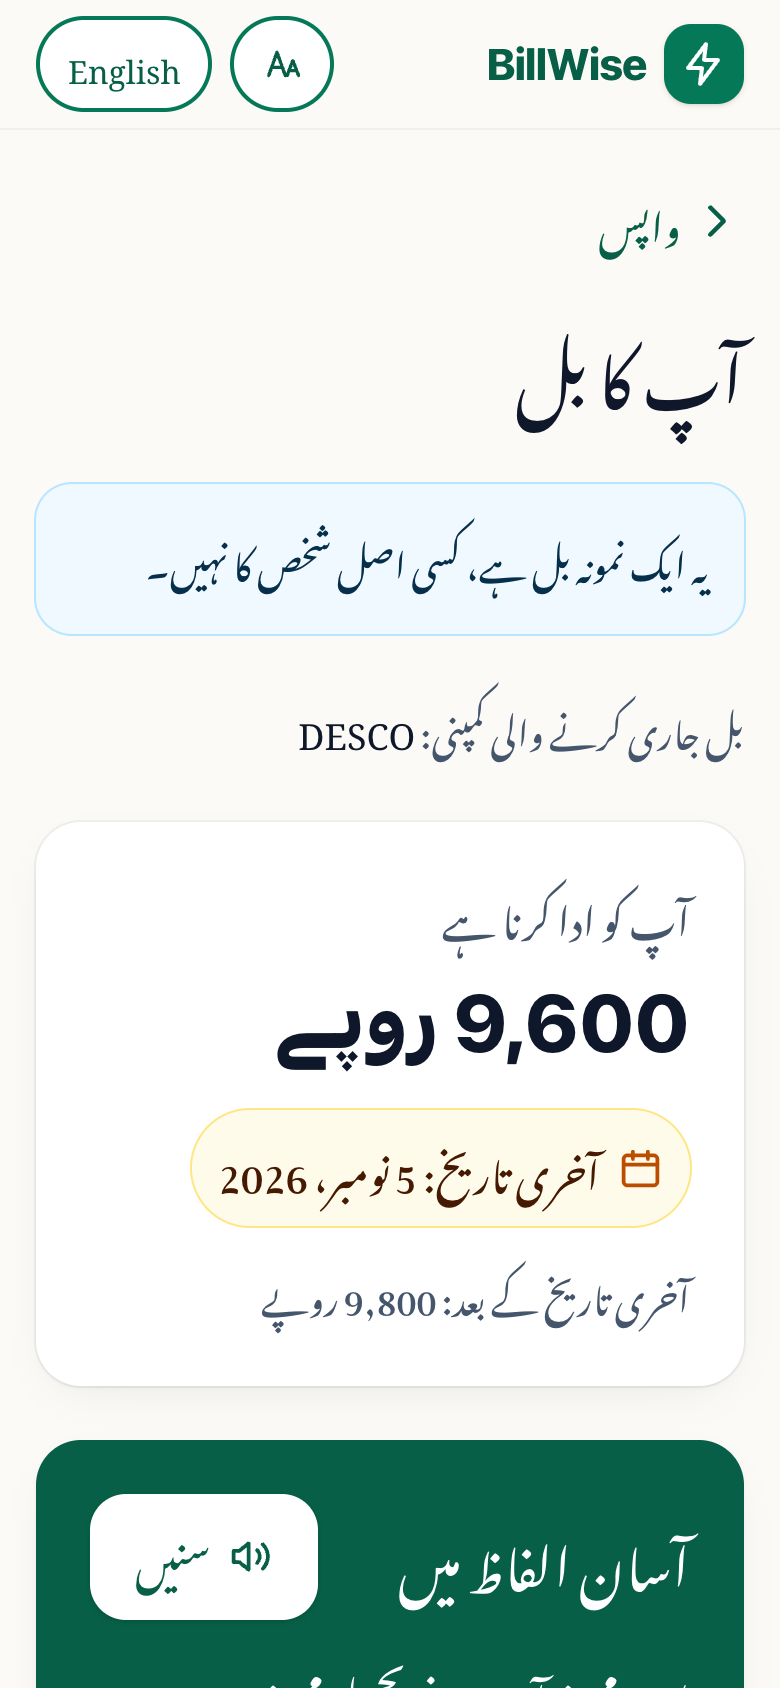 BillWise
AA
English
واپس
آپ کا بل
یہ ایک نمونہ بل ہے، کسی اصل شخص کا نہیں۔
بل جاری کرنے والی کمپنی: DESCO
آپ کو ادا کرنا ہے
9,600 روپے
آخری تاریخ: 5 نومبر، 2026
آخری تاریخ کے بعد: 9,800 روپے
آسان الفاظ میں
سنیں